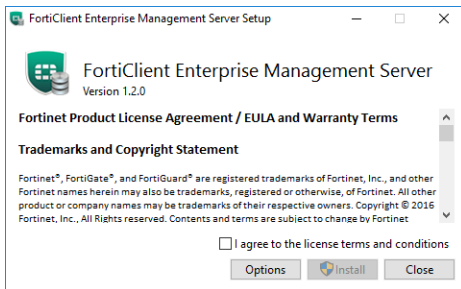 FortiClient Enterprise Management Server Setup
FortiClient Enterprise Management Server
Version 1.2.0
Fortinet Product License Agreement / EULA and Warranty Terms
Trademarks and Copyright Statement
Fortinet®, FortiGate®, and FortiGuard® are registered trademarks of Fortinet, Inc., and other
Fortinet names herein may also be trademarks, registered or otherwise, of Fortinet. All other
product or company names may be trademarks of their respective owners. Copyright © 2016
Fortinet, Inc., All Rights reserved. Contents and terms are subject to change by Fortinet
I agree to the license terms and conditions
Options Install Close